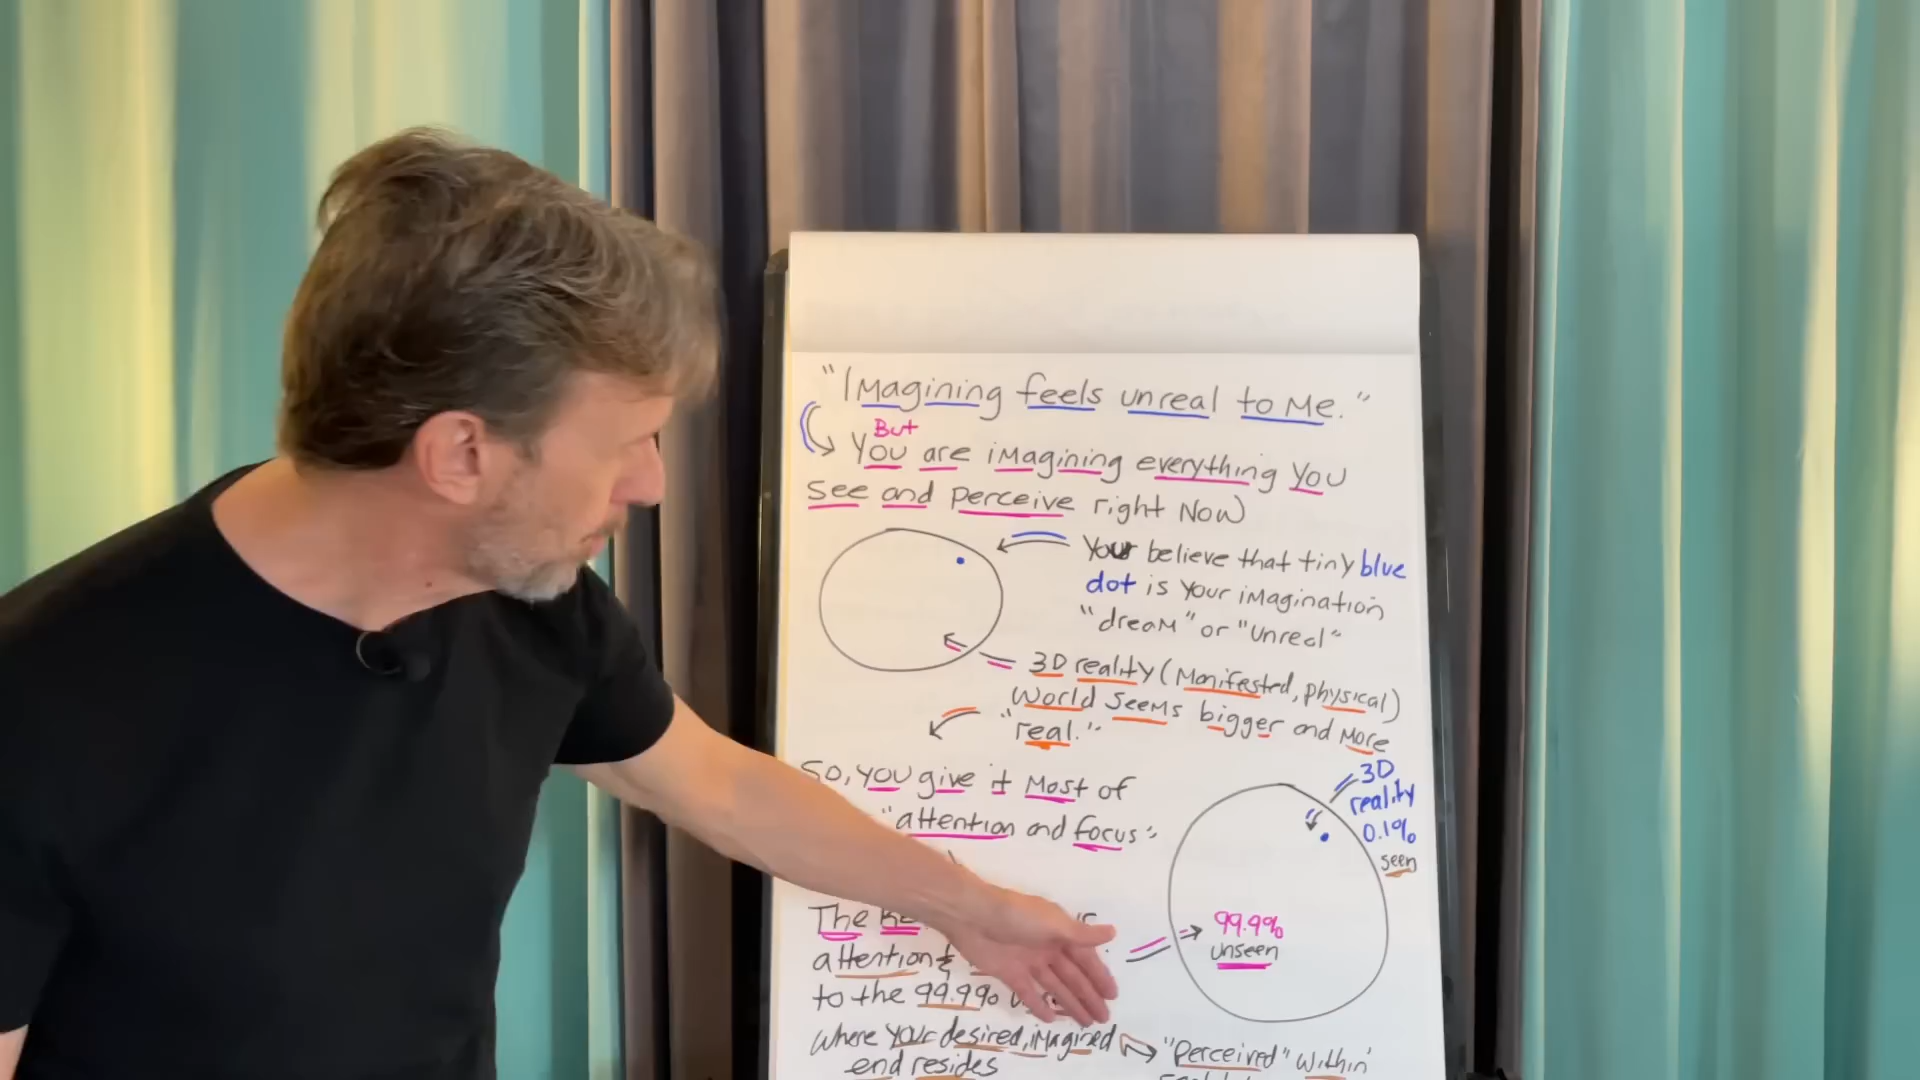 "Imagining feels unreal to Me."
But
You are imagining everything You
see and perceive right Now
You believe that tiny blue
dot is Your imagination
"dream" or "Unreal"
3D reality (Manifested, physical)
World Seems bigger and More
"real."
So, You give it Most of
"attention and focus"
3D
reality
0.1%
seen
99.9%
unseen
The
attention &
to the 99.9%
Where Your desired, imagined
end resides
"Perceived" Within